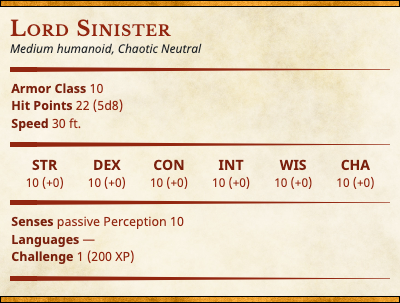 Lord Sinister
Medium humanoid, Chaotic Neutral
Armor Class 10
Hit Points 22 (5d8)
Speed 30 ft.
STR DEX CON INT WIS CHA
10 (+0) 10 (+0) 10 (+0) 10 (+0) 10 (+0) 10 (+0)
Senses passive Perception 10
Languages —
Challenge 1 (200 XP)